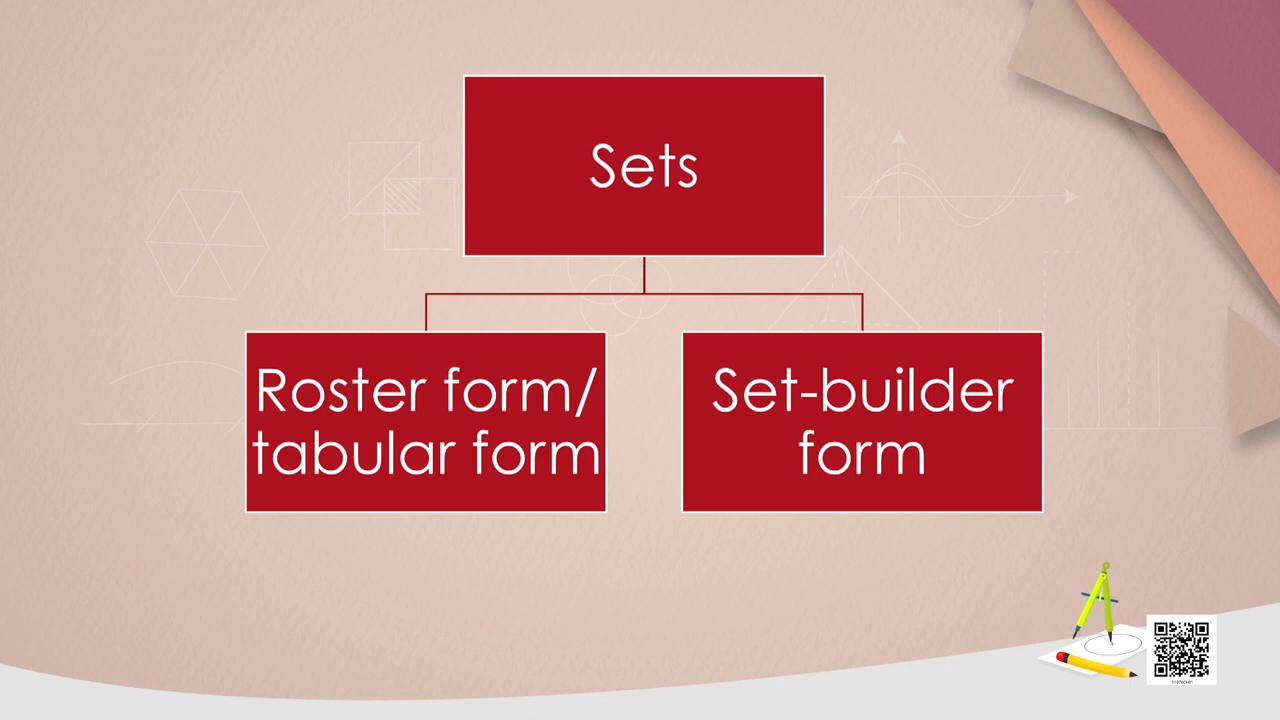 Sets
Roster form/
tabular form
Set-builder
form